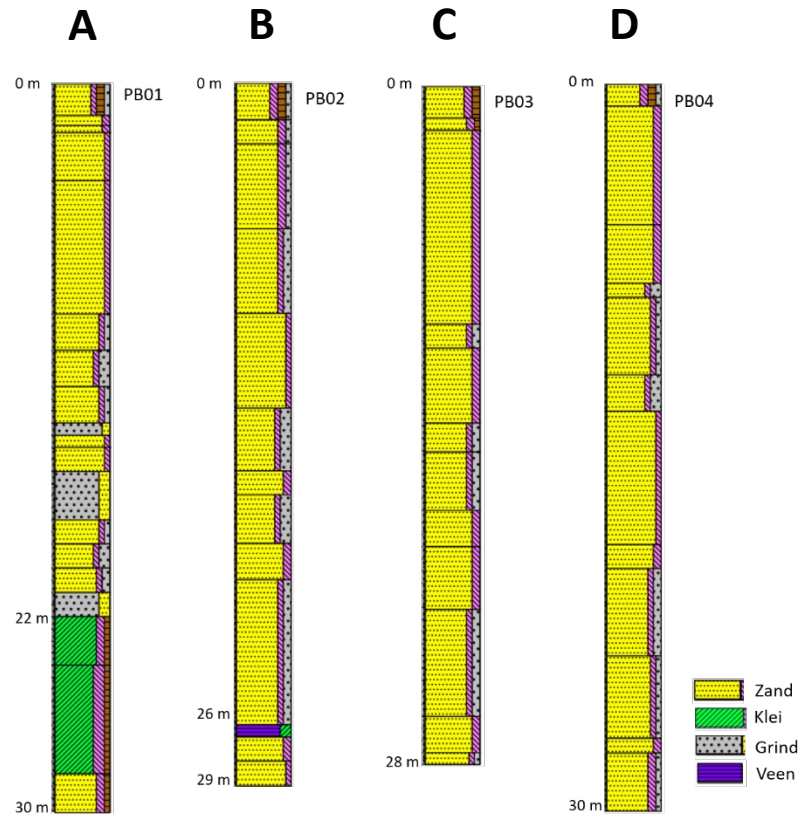 A B C D
0 m PB01
0 m PB02
0 m PB03
0 m PB04
22 m
26 m
29 m
28 m
30 m
30 m
Zand
Klei
Grind
Veen